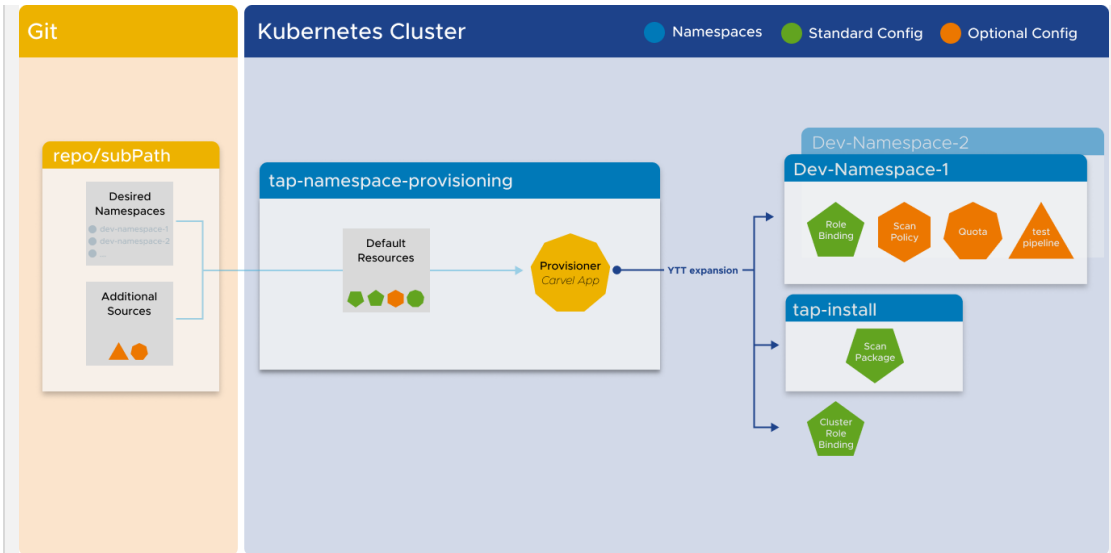 Git
Kubernetes Cluster
Namespaces
Standard Config
Optional Config
repo/subPath
Desired
Namespaces
dev-namespace-1
dev-namespace-2
...
Additional
Sources
tap-namespace-provisioning
Default
Resources
Provisioner
Carvel App
YTT expansion
Dev-Namespace-2
Dev-Namespace-1
Role
Binding
Scan
Policy
Quota
test
pipeline
tap-install
Scan
Package
Cluster
Role
Binding